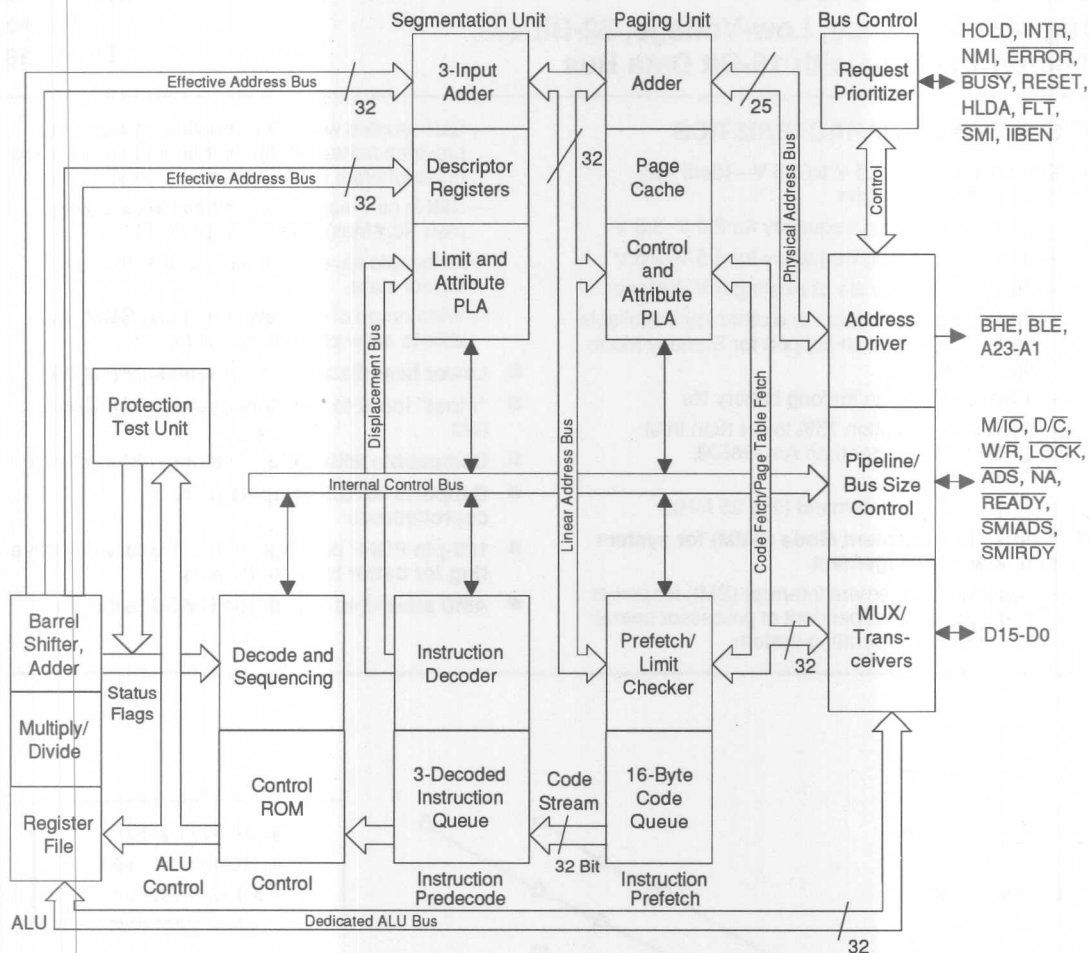 Segmentation Unit
Paging Unit
Bus Control
Effective Address Bus
32
3-Input
Adder
Adder
25
Request
Prioritizer
HOLD, INTR,
NMI, ERROR,
BUSY, RESET,
HLDA, FLT,
SMI, IIBEN
Effective Address Bus
32
Descriptor
Registers
32
Page
Cache
Physical Address Bus
Control
Limit and
Attribute
PLA
Control
and
Attribute
PLA
Address
Driver
BHE, BLE,
A23-A1
Protection
Test Unit
Displacement Bus
Linear Address Bus
Code Fetch/Page Table Fetch
Internal Control Bus
Pipeline/
Bus Size
Control
M/IO, D/C,
W/R, LOCK,
ADS, NA,
READY,
SMIADS,
SMIRDY
Barrel
Shifter,
Adder
Status
Flags
Decode and
Sequencing
Instruction
Decoder
Prefetch/
Limit
Checker
32
MUX/
Trans-
ceivers
D15-D0
Multiply/
Divide
Register
File
Control
ROM
3-Decoded
Instruction
Queue
Code
Stream
32 Bit
16-Byte
Code
Queue
ALU
Control
Control
Instruction
Predecode
Instruction
Prefetch
ALU
Dedicated ALU Bus
32